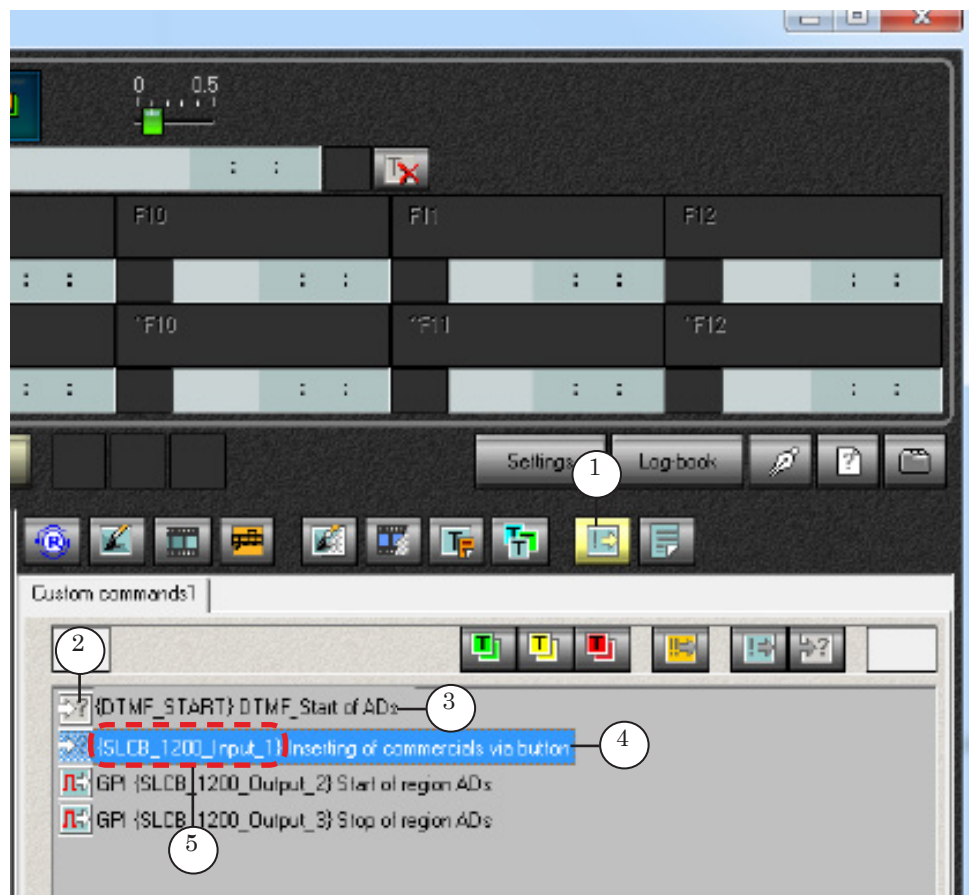 0 0.5
: :
F10 F11 F12
: : : : : : : :
^F10 ^F11 ^F12
: : : : : : : :
Settings 1 Log-book
Custom commands1
2
{DTMF_START} DTMF_Start of ADs 3
{SLCB_1200_Input_1} Inserting of commercials via button 4
GPI {SLCB_1200_Output_2} Start of region ADs
GPI {SLCB_1200_Output_3} Stop of region ADs
5